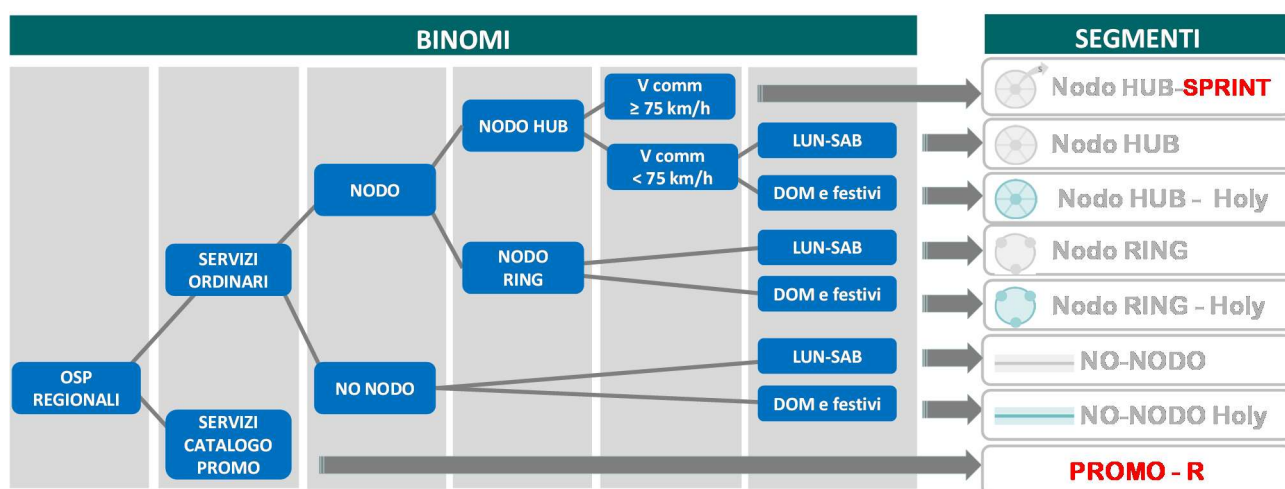 BINOMI
SEGMENTI
OSP
REGIONALI
SERVIZI
ORDINARI
SERVIZI
CATALOGO
PROMO
NODO
NO NODO
NODO HUB
NODO
RING
V comm
≥ 75 km/h
V comm
< 75 km/h
LUN-SAB
DOM e festivi
LUN-SAB
DOM e festivi
LUN-SAB
DOM e festivi
Nodo HUB-SPRINT
Nodo HUB
Nodo HUB - Holy
Nodo RING
Nodo RING - Holy
NO-NODO
NO-NODO Holy
PROMO - R